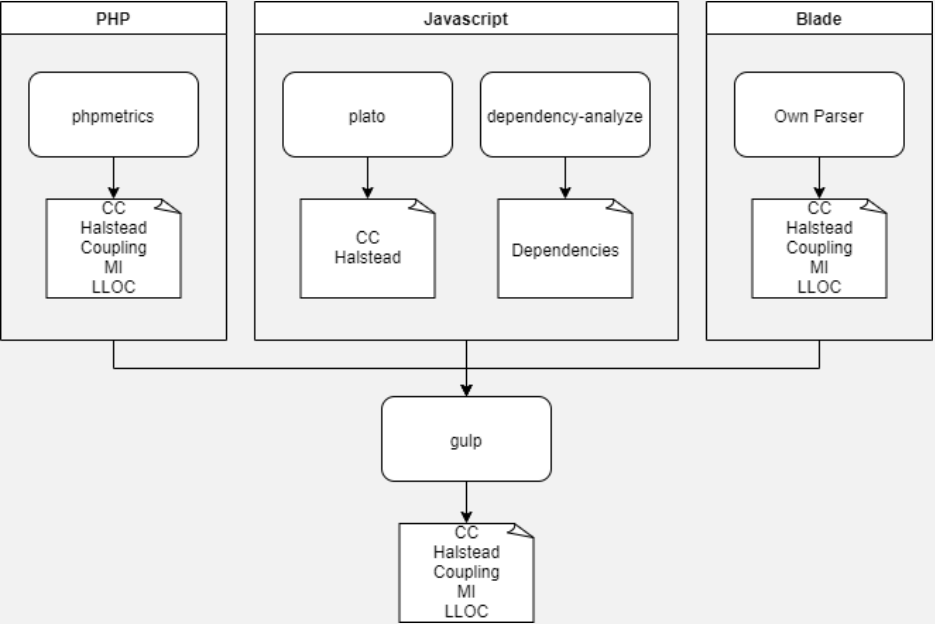 PHP
Javascript
Blade
phpmetrics
plato
dependency-analyze
Own Parser
CC
Halstead
Coupling
MI
LLOC
CC
Halstead
Dependencies
CC
Halstead
Coupling
MI
LLOC
gulp
CC
Halstead
Coupling
MI
LLOC